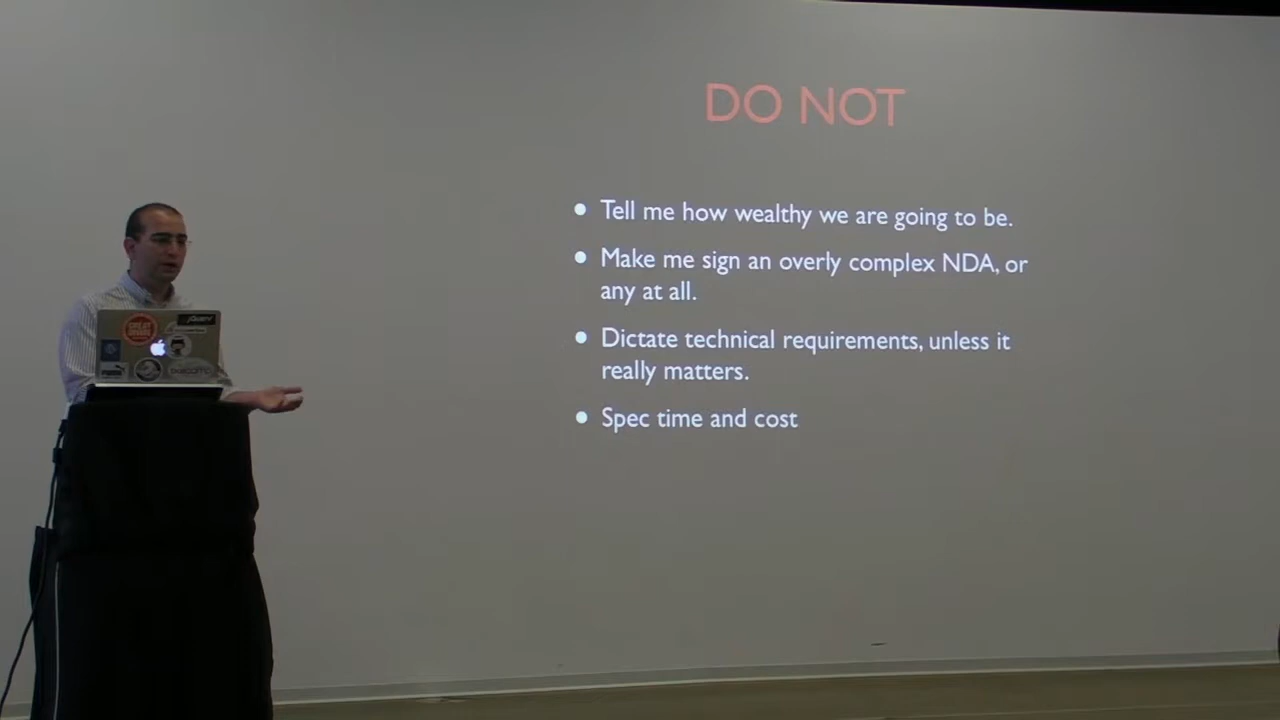 DO NOT
Tell me how wealthy we are going to be.
Make me sign an overly complex NDA, or
any at all.
Dictate technical requirements, unless it
really matters.
Spec time and cost
jQuery